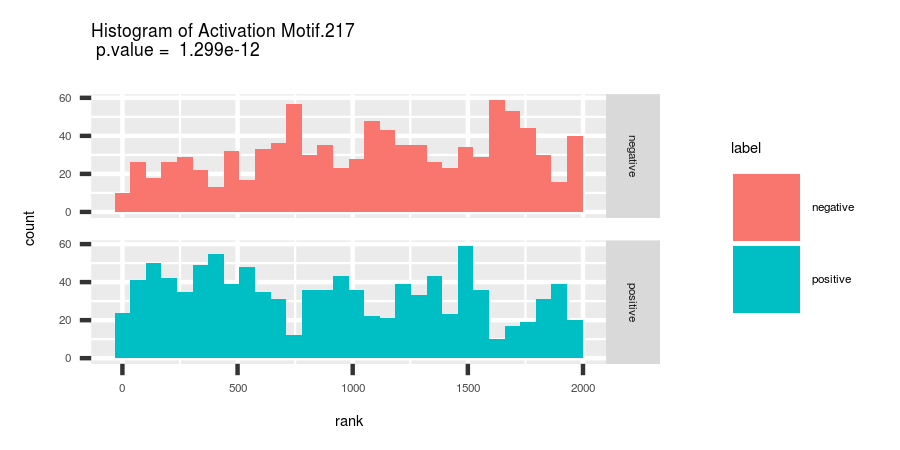 Histogram of Activation Motif.217
p.value = 1.299e-12
count
60
40
20
0
negative
60
40
20
0
positive
0 500 1000 1500 2000
rank
label
negative
positive